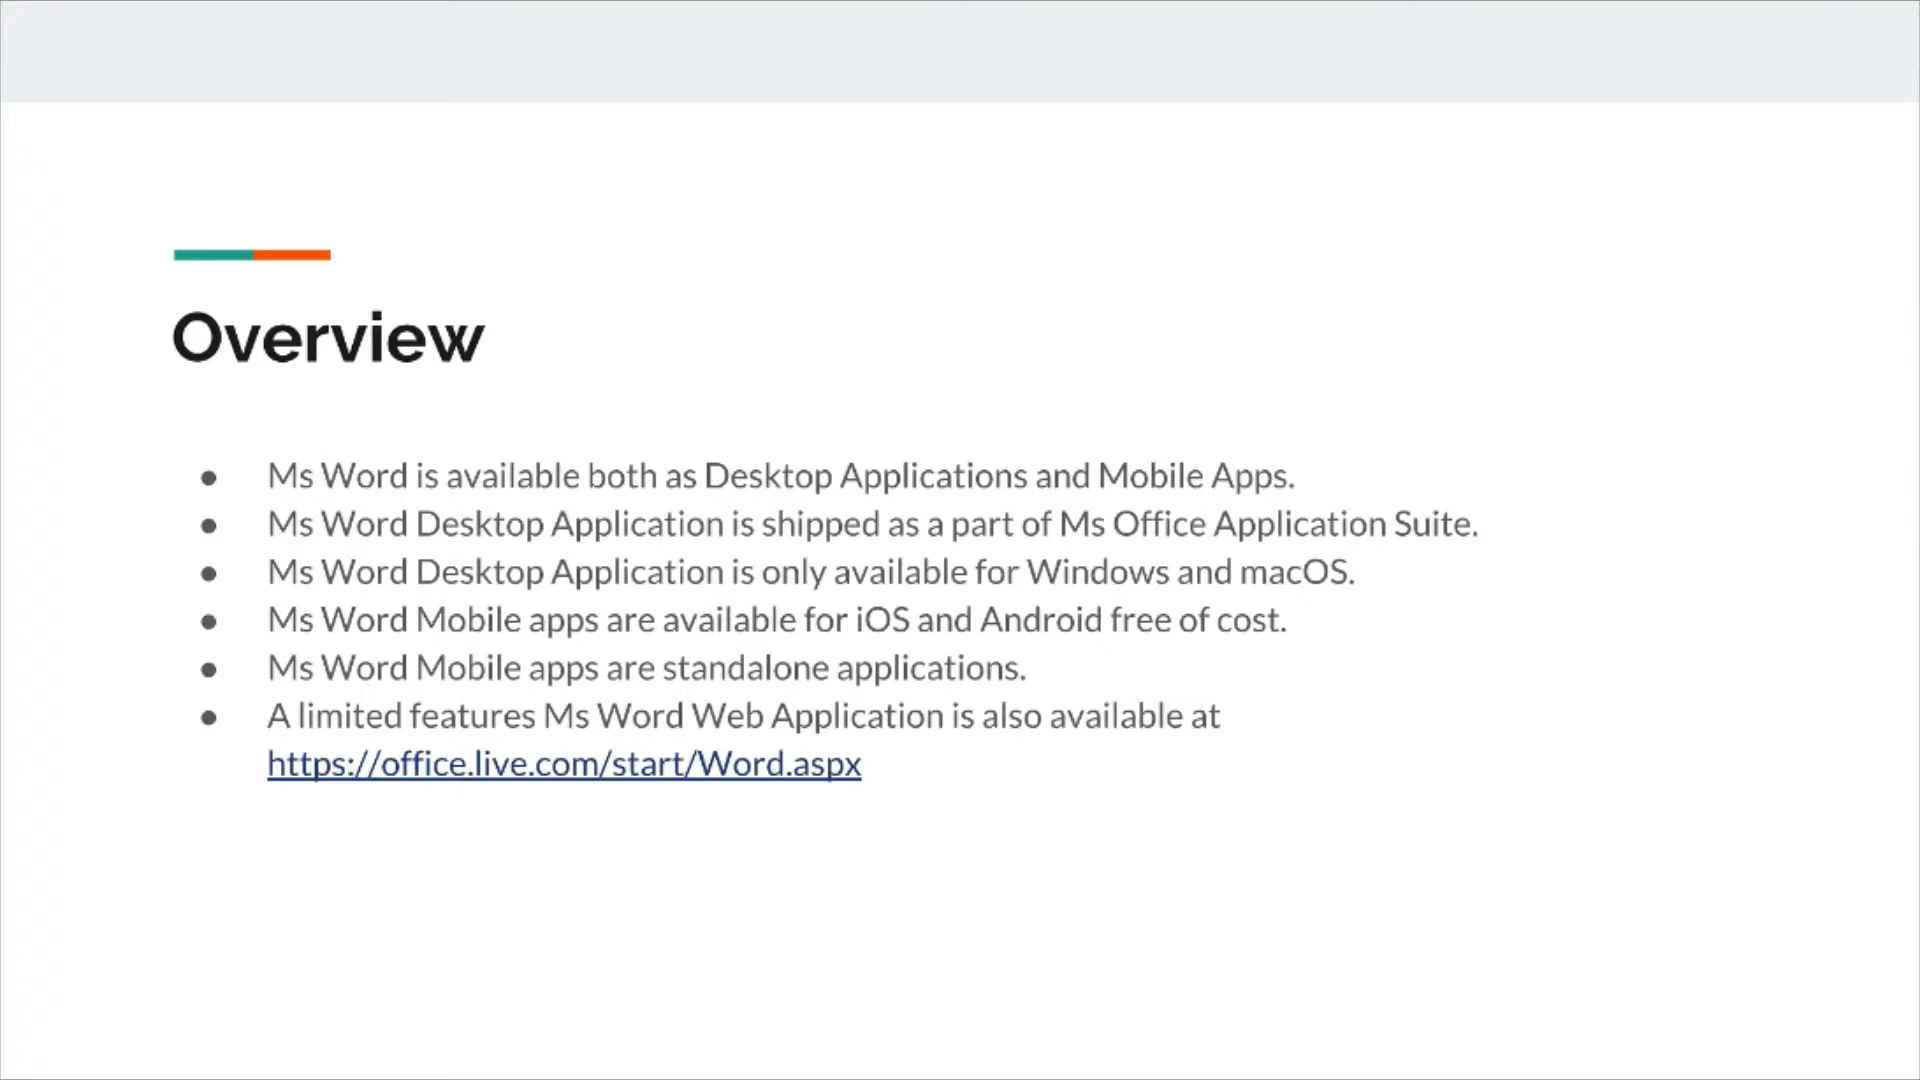 Overview
● Ms Word is available both as Desktop Applications and Mobile Apps.
● Ms Word Desktop Application is shipped as a part of Ms Office Application Suite.
● Ms Word Desktop Application is only available for Windows and macOS.
● Ms Word Mobile apps are available for iOS and Android free of cost.
● Ms Word Mobile apps are standalone applications.
● A limited features Ms Word Web Application is also available at
https://office.live.com/start/Word.aspx